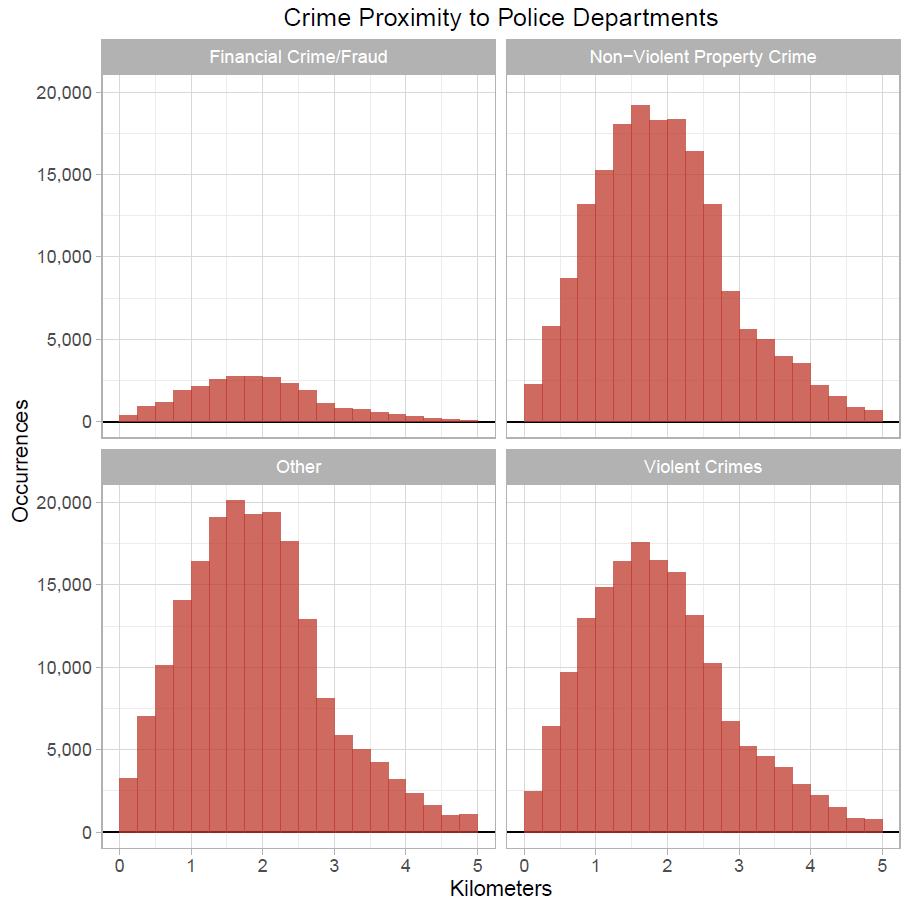 Crime Proximity to Police Departments
Financial Crime/Fraud
Non−Violent Property Crime
20,000
15,000
10,000
5,000
0
Other
Violent Crimes
20,000
15,000
10,000
5,000
0
Occurrences
0 1 2 3 4 5
0 1 2 3 4 5
Kilometers